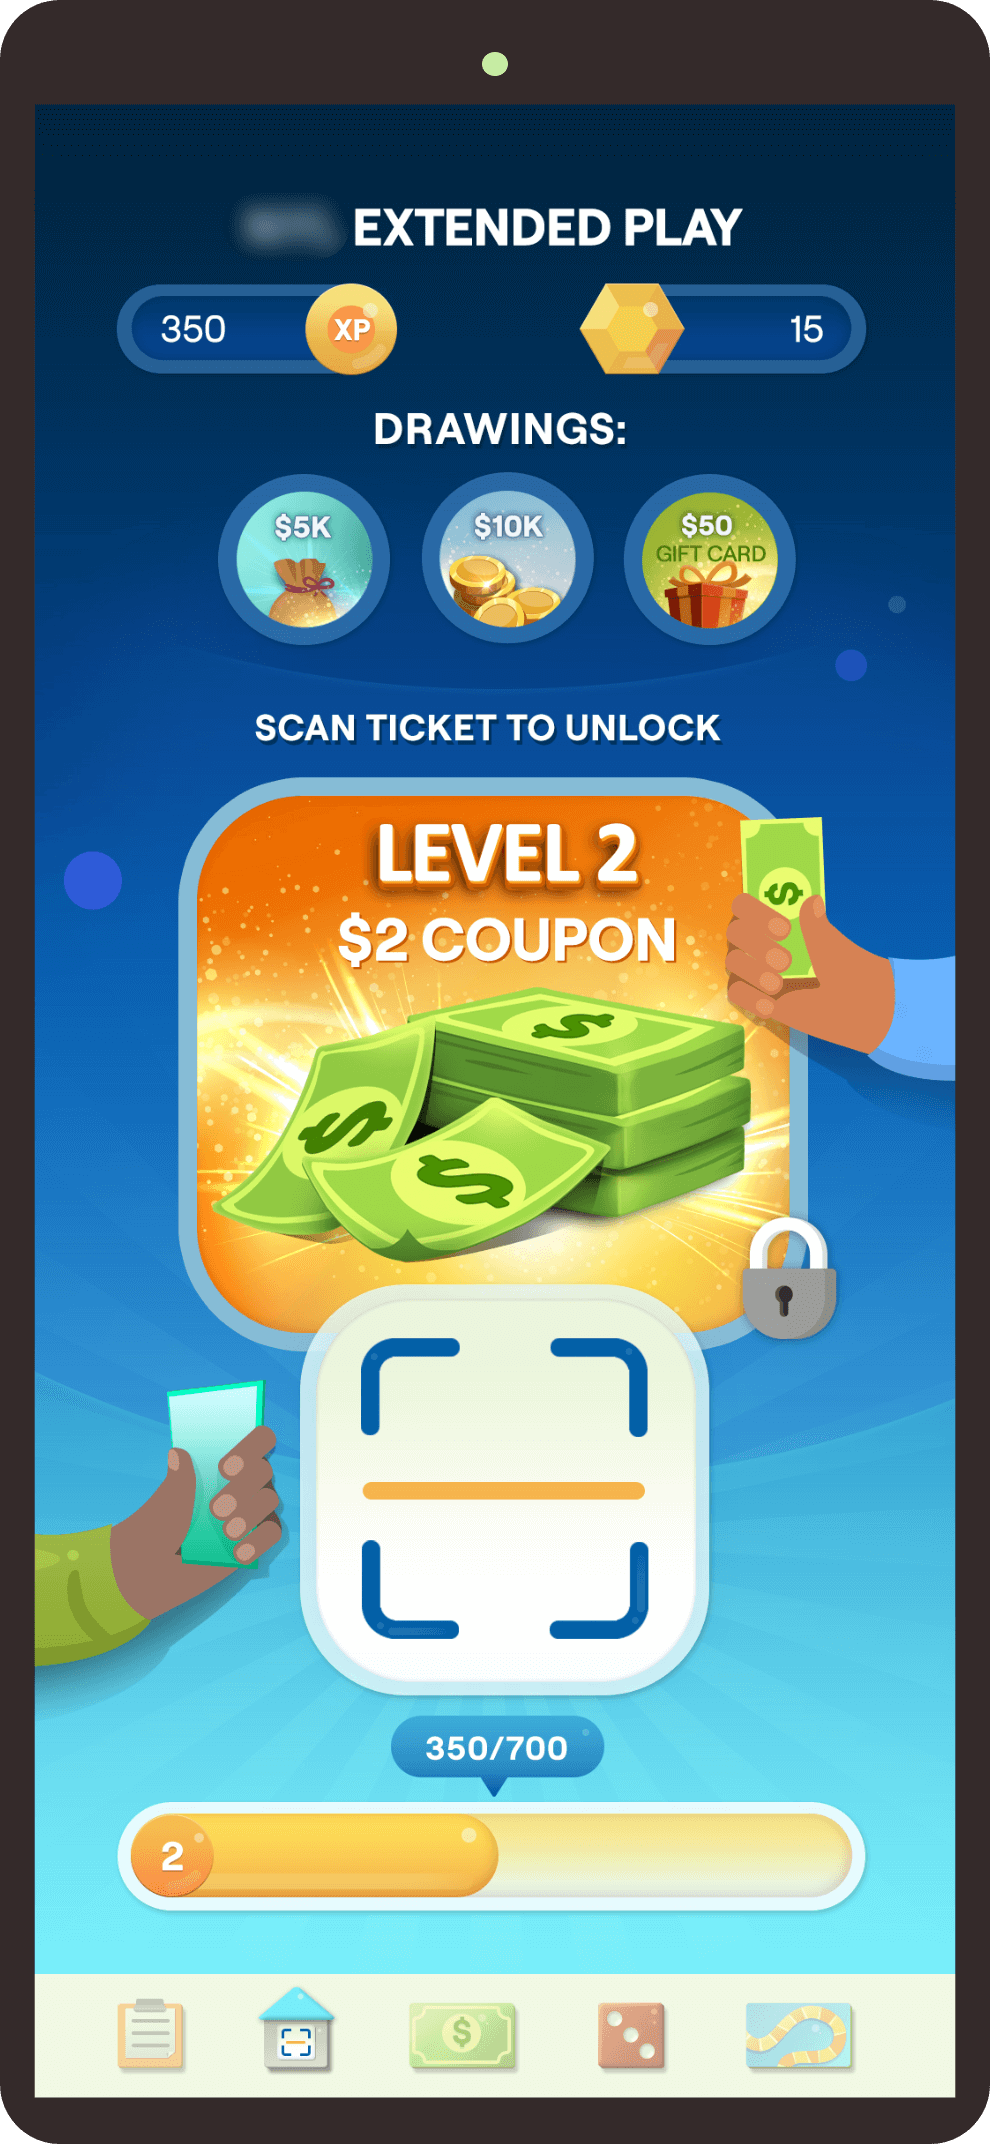 EXTENDED PLAY
350 XP 15
DRAWINGS:
$5K
$10K
$50
GIFT CARD
SCAN TICKET TO UNLOCK
LEVEL 2
$2 COUPON
$
$
$
$
350/700
2
$